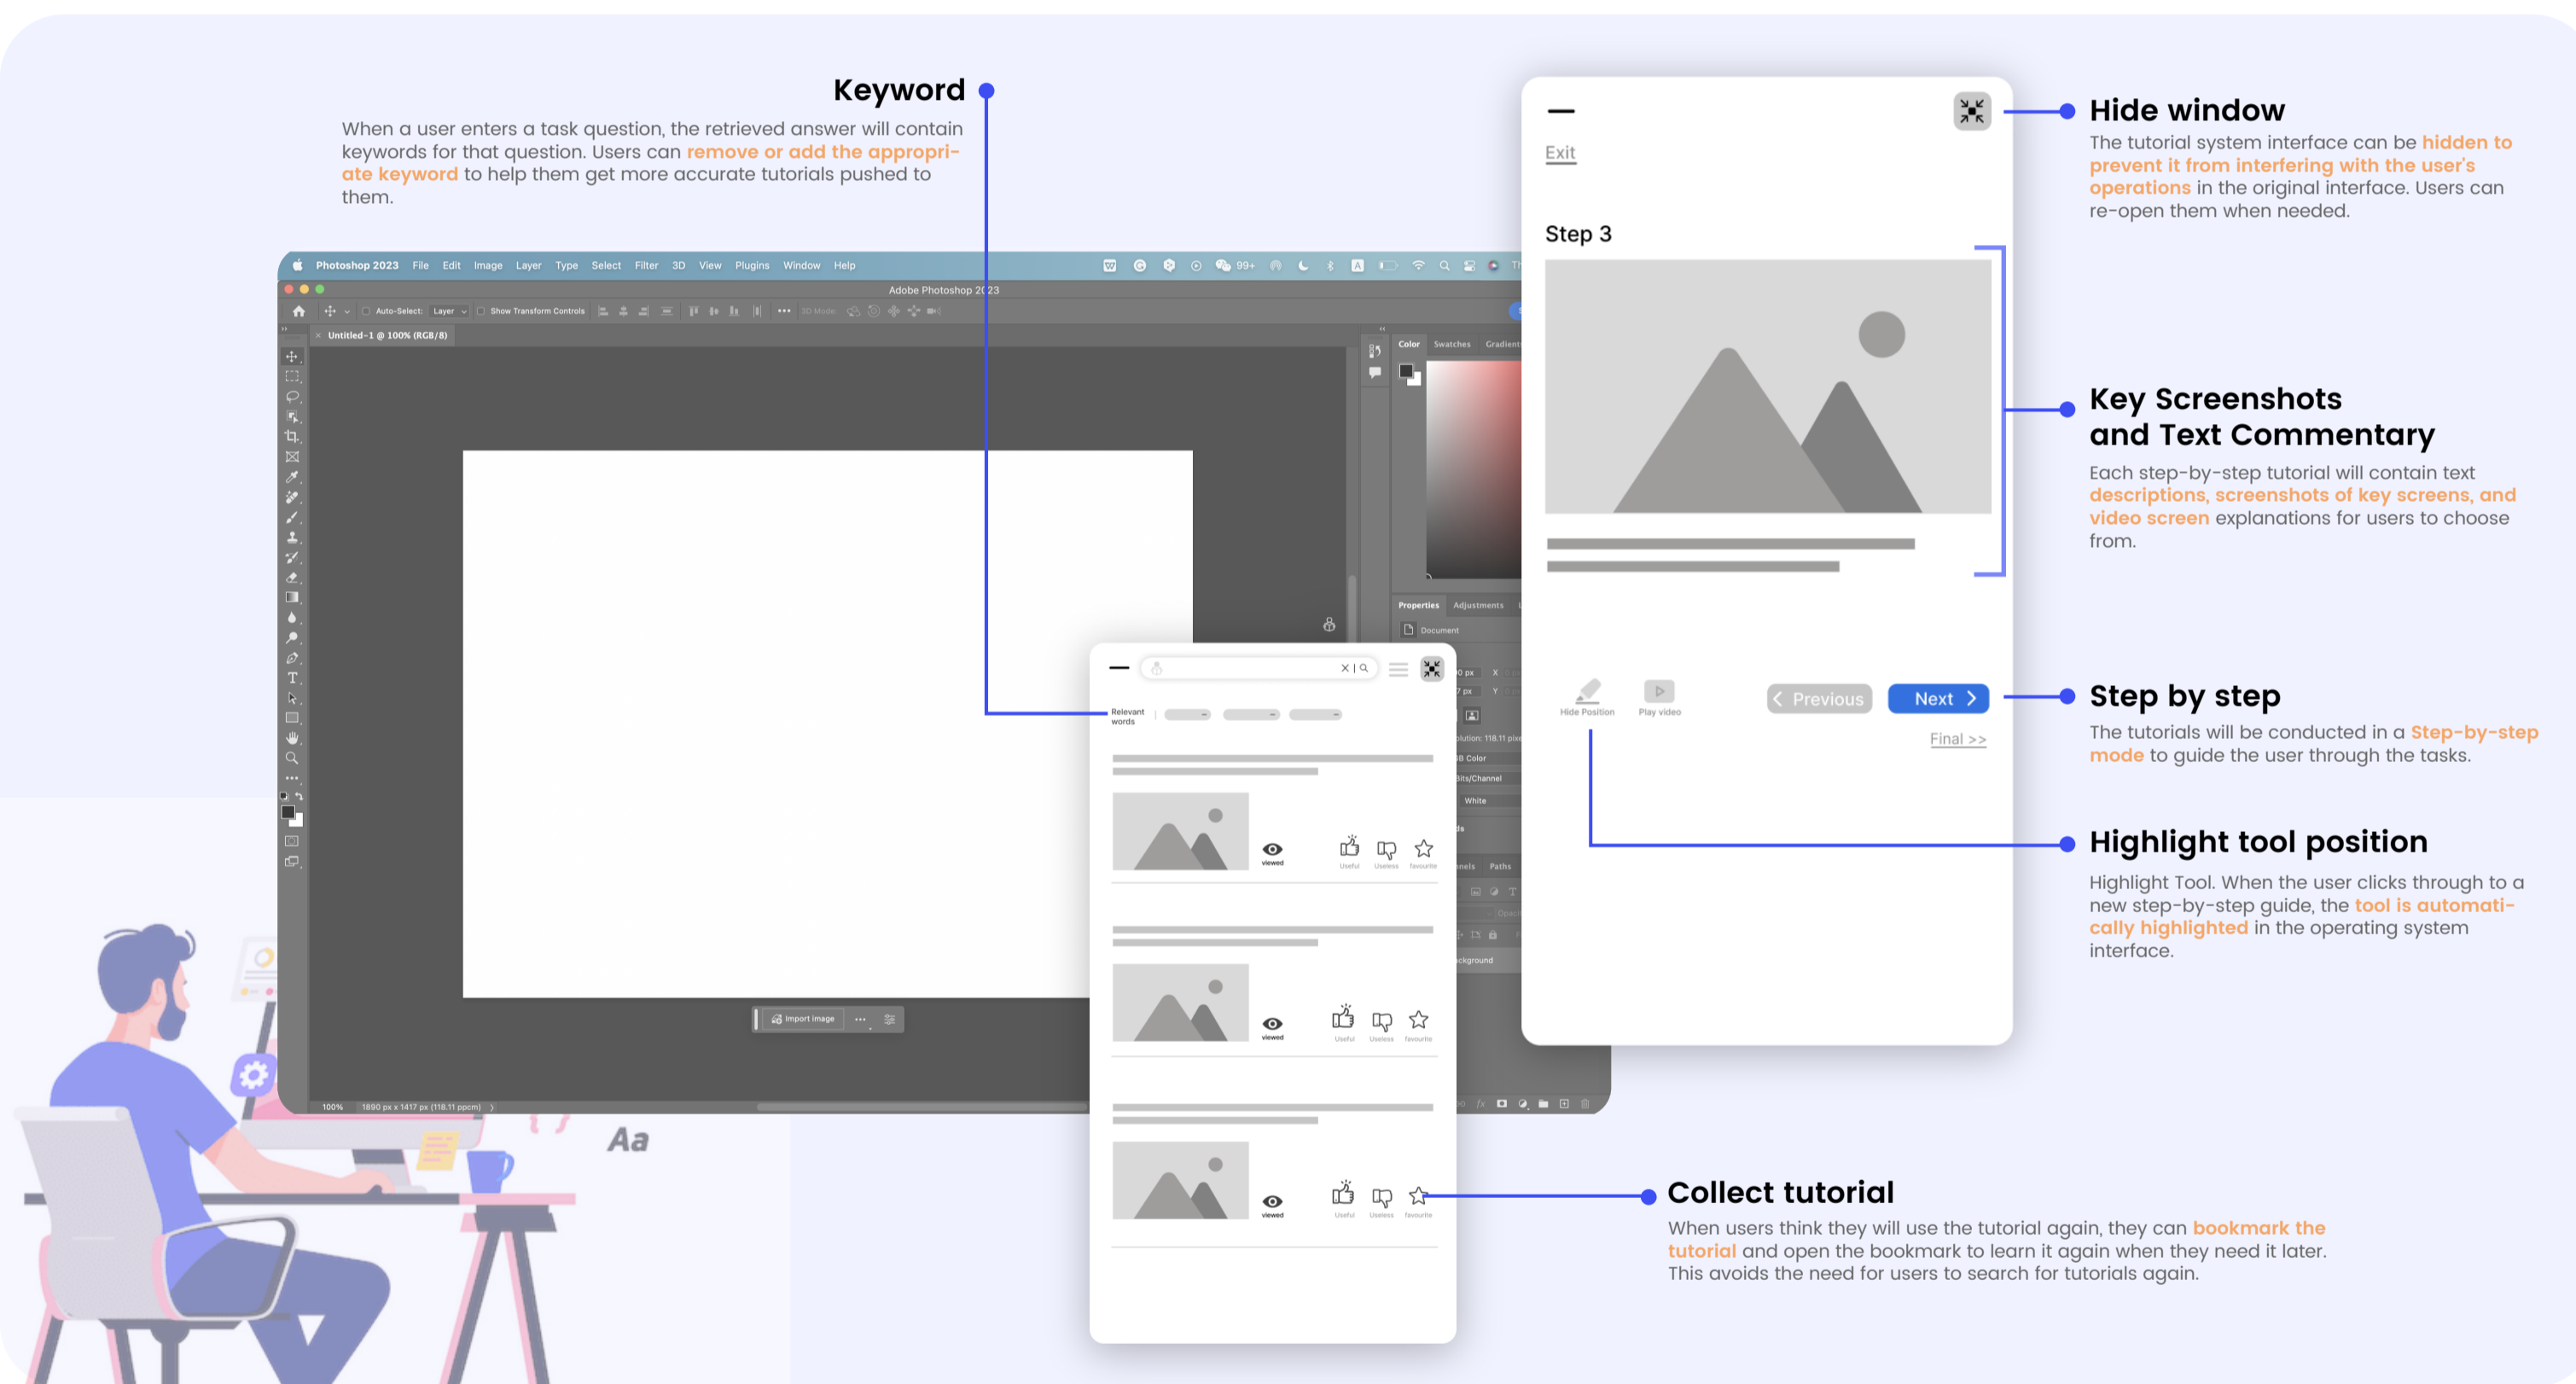 Keyword
When a user enters a task question, the retrieved answer will contain
keywords for that question. Users can remove or add the appropri-
ate keyword to help them get more accurate tutorials pushed to
them.
Photoshop 2023 File Edit Image Layer Type Select Filter 3D View Plugins Window Help
99+
Adobe Photoshop 2023
Auto-Select: Layer Show Transform Controls
3D Mode:
Untitled-1 @ 100% (RGB/8)
Color Swatches
Properties Adjustments
Document
X
Y
White
Paths
Import image
100% 1890 px x 1417 px (118.11 ppcm)
Aa
Relevant
words
viewed
Useful Useless favourite
viewed
Useful Useless favourite
viewed
Useful Useless favourite
Exit
Step 3
Hide Position
Play video
Previous
Next
Final >>
Hide window
The tutorial system interface can be hidden to
prevent it from interfering with the user's
operations in the original interface. Users can
re-open them when needed.
Key Screenshots
and Text Commentary
Each step-by-step tutorial will contain text
descriptions, screenshots of key screens, and
video screen explanations for users to choose
from.
Step by step
The tutorials will be conducted in a Step-by-step
mode to guide the user through the tasks.
Highlight tool position
Highlight Tool. When the user clicks through to a
new step-by-step guide, the tool is automati-
cally highlighted in the operating system
interface.
Collect tutorial
When users think they will use the tutorial again, they can bookmark the
tutorial and open the bookmark to learn it again when they need it later.
This avoids the need for users to search for tutorials again.